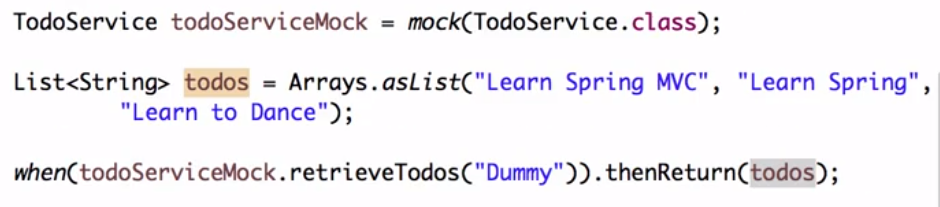 TodoService todoServiceMock = mock(TodoService.class);
List<String> todos = Arrays.asList("Learn Spring MVC", "Learn Spring",
"Learn to Dance");
when(todoServiceMock.retrieveTodos("Dummy")).thenReturn(todos);